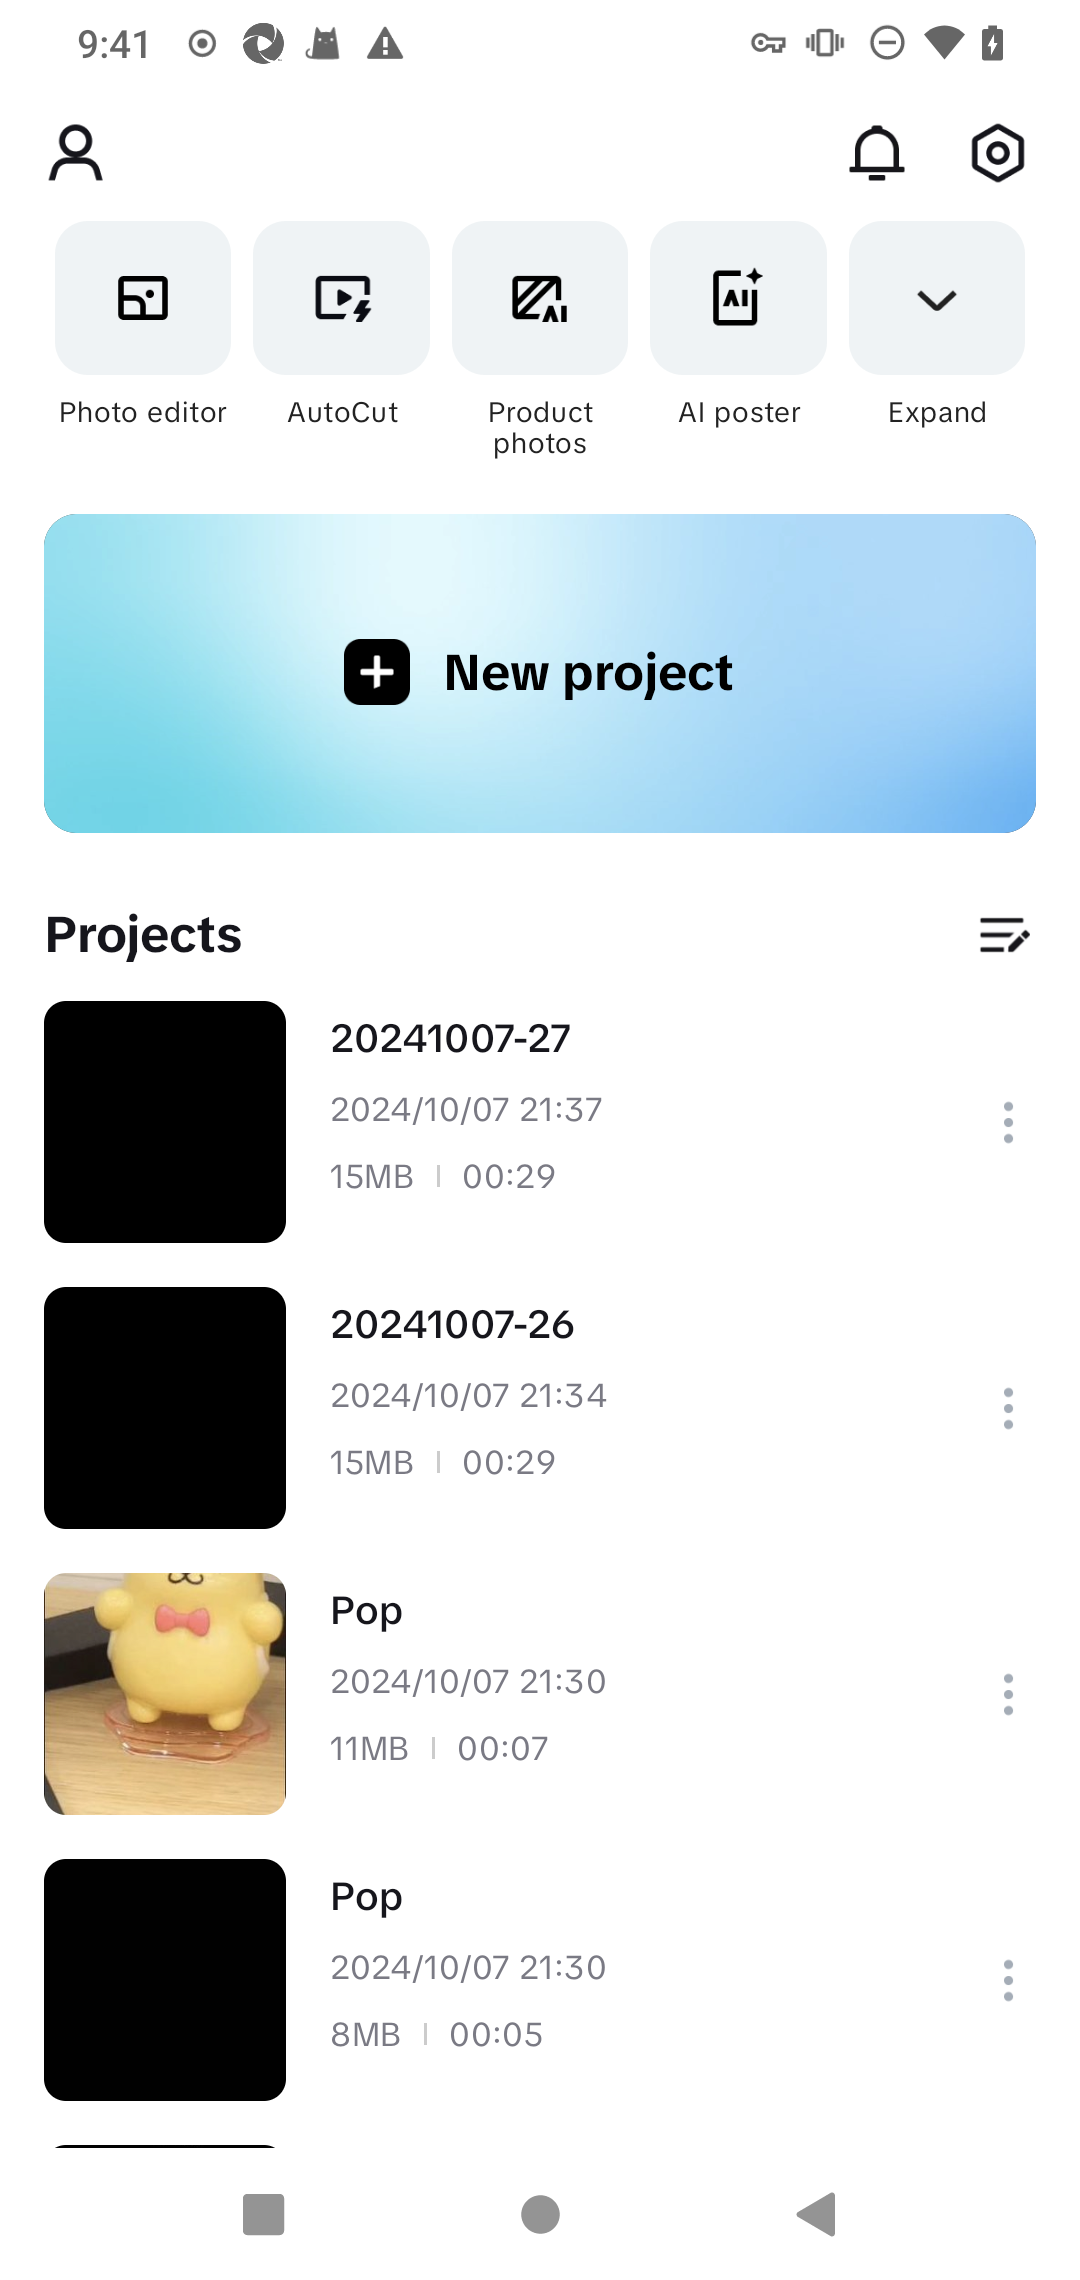 9:41
Photo editor
AutoCut
Product
photos
AI poster
Expand
New project
Projects
20241007-27
2024/10/07 21:37
15MB | 00:29
20241007-26
2024/10/07 21:34
15MB | 00:29
Pop
2024/10/07 21:30
11MB | 00:07
Pop
2024/10/07 21:30
8MB | 00:05